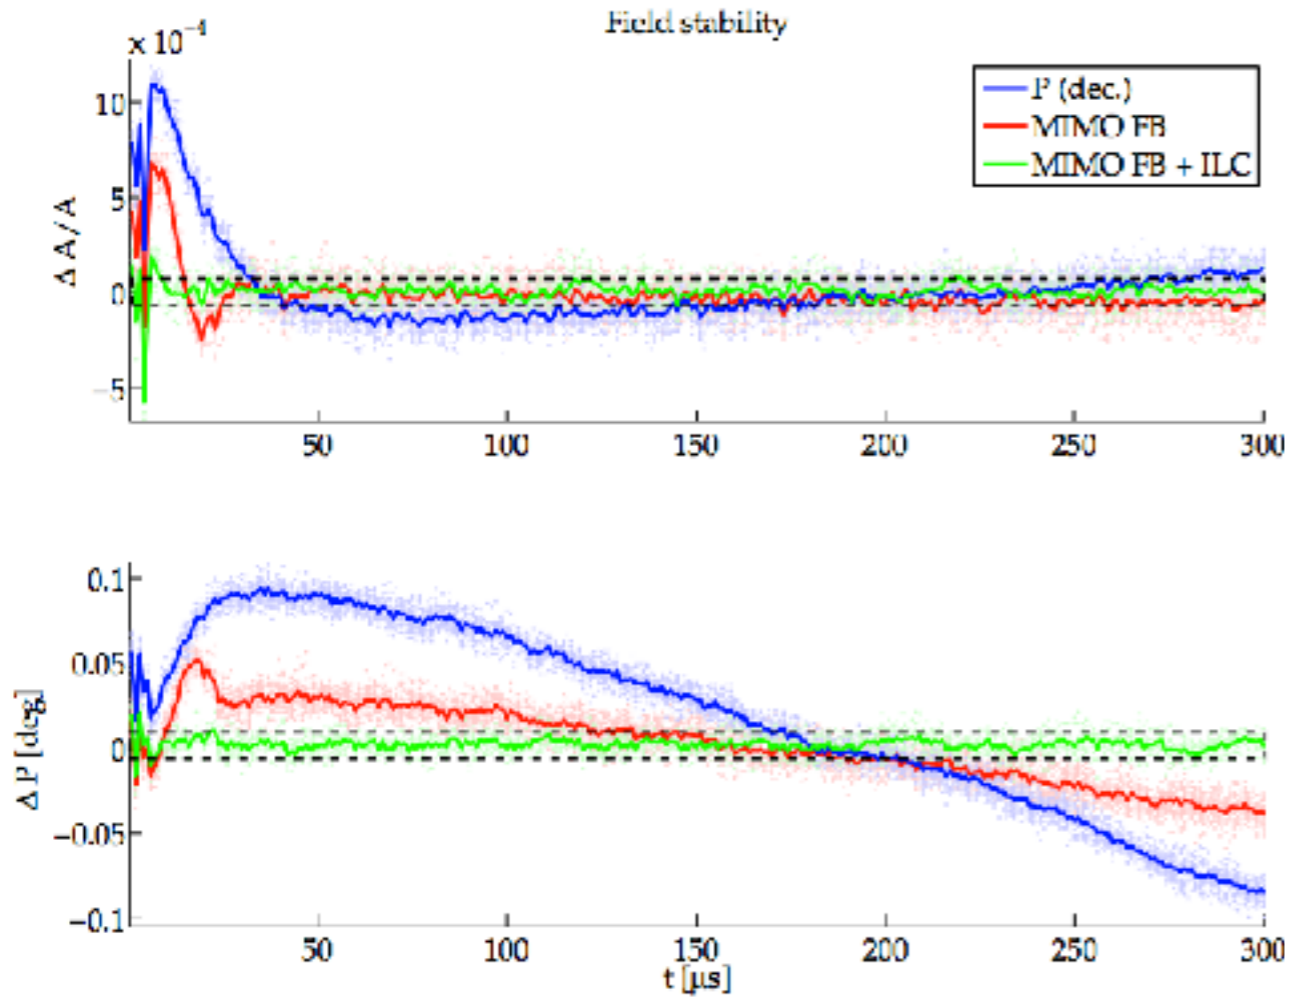 Field stability
x 10⁻⁴
P (dec.)
MIMO FB
MIMO FB + ILC
10
5
0
−5
Δ A/A
50 100 150 200 250 300
0.1
0.05
0
−0.05
−0.1
Δ P [deg]
50 100 150 200 250 300
t [μs]